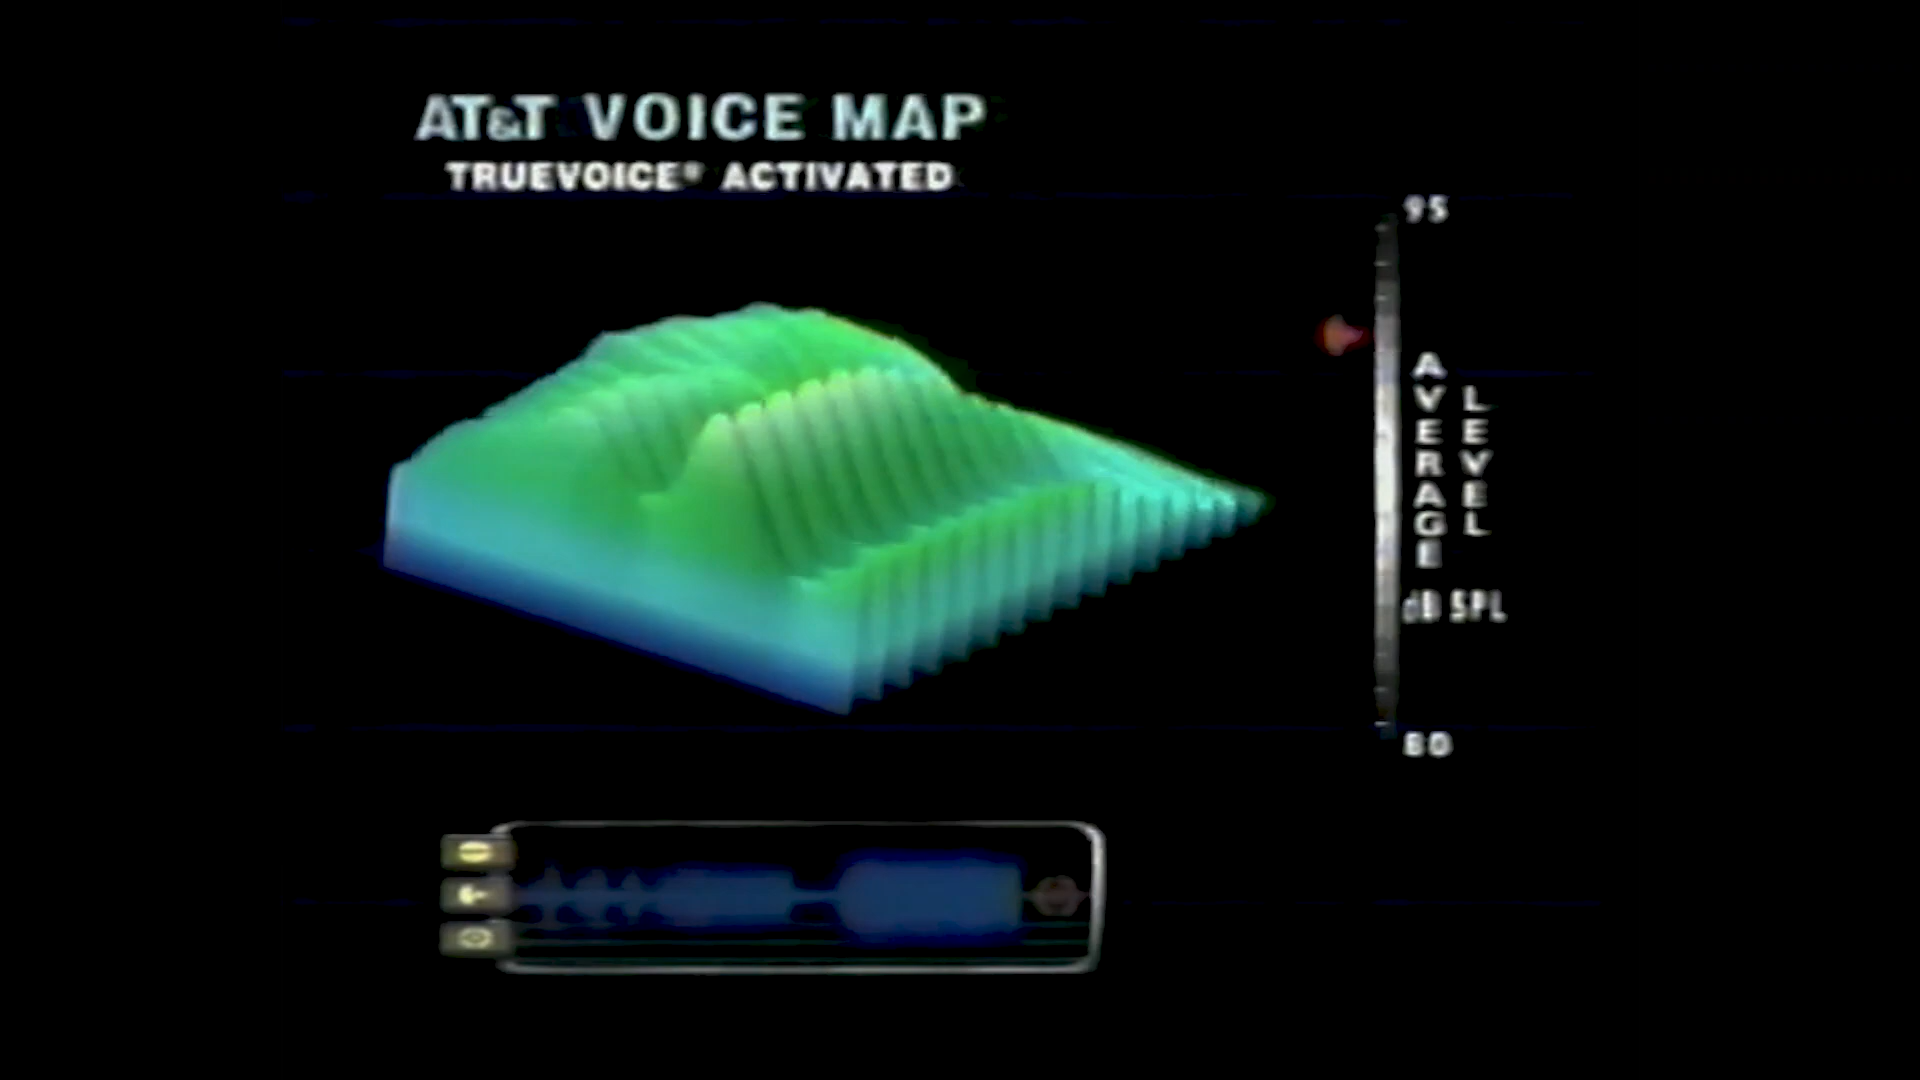 AT&T VOICE MAP
TRUEVOICE® ACTIVATED
95
AVERAGE
LEVEL
dB SPL
80